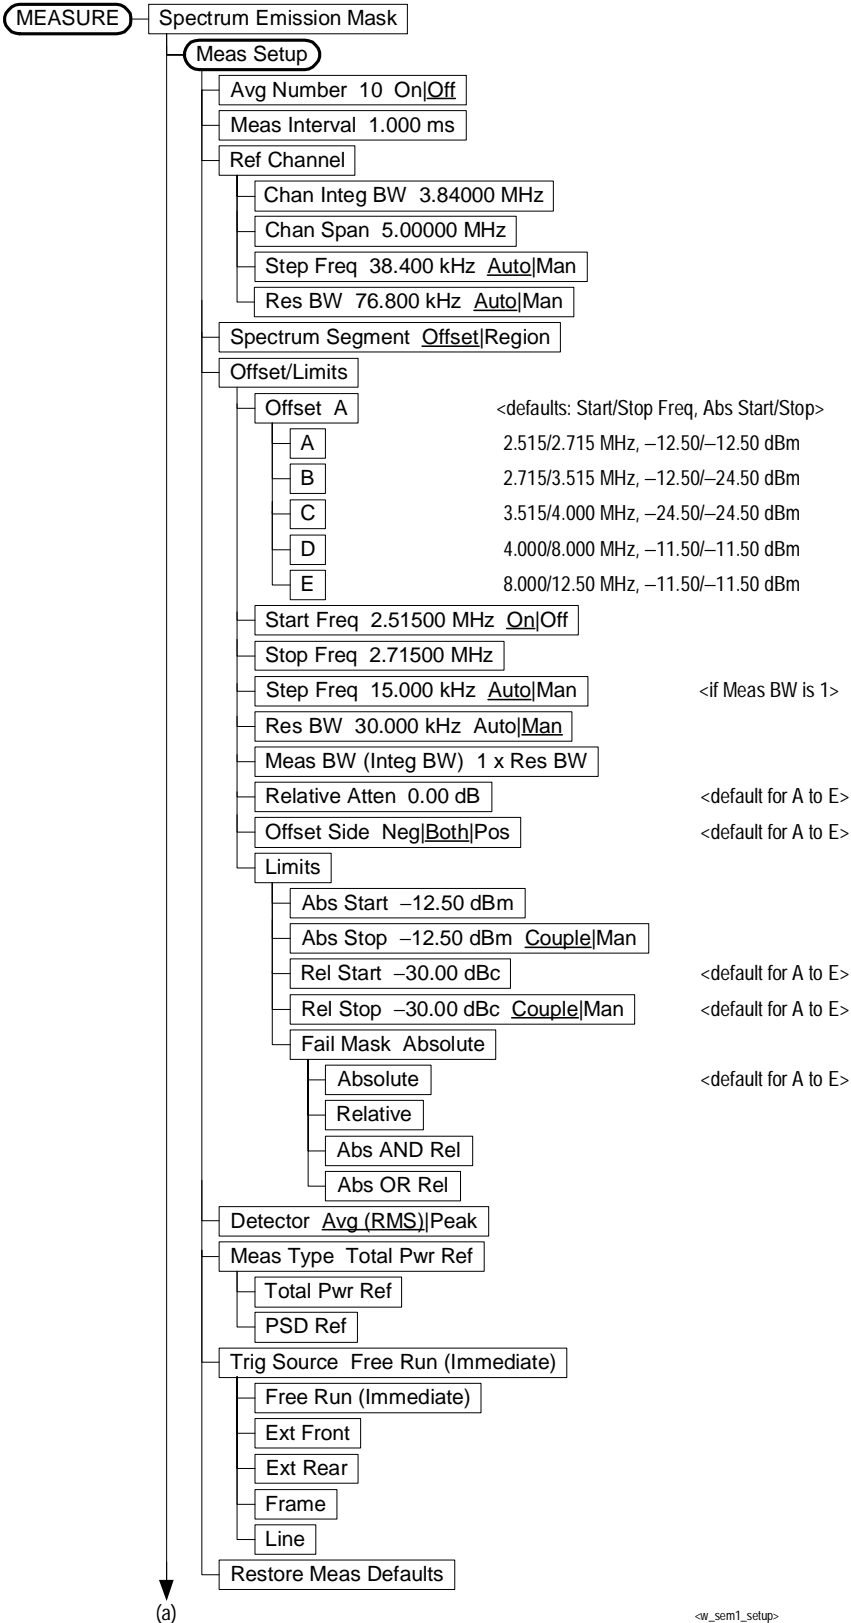 MEASURE Spectrum Emission Mask
Meas Setup
Avg Number 10 On|Off
Meas Interval 1.000 ms
Ref Channel
Chan Integ BW 3.84000 MHz
Chan Span 5.00000 MHz
Step Freq 38.400 kHz Auto|Man
Res BW 76.800 kHz Auto|Man
Spectrum Segment Offset|Region
Offset/Limits
Offset A <defaults: Start/Stop Freq, Abs Start/Stop>
A 2.515/2.715 MHz, −12.50/−12.50 dBm
B 2.715/3.515 MHz, −12.50/−24.50 dBm
C 3.515/4.000 MHz, −24.50/−24.50 dBm
D 4.000/8.000 MHz, −11.50/−11.50 dBm
E 8.000/12.50 MHz, −11.50/−11.50 dBm
Start Freq 2.51500 MHz On|Off
Stop Freq 2.71500 MHz
Step Freq 15.000 kHz Auto|Man <if Meas BW is 1>
Res BW 30.000 kHz Auto|Man
Meas BW (Integ BW) 1 x Res BW
Relative Atten 0.00 dB <default for A to E>
Offset Side Neg|Both|Pos <default for A to E>
Limits
Abs Start −12.50 dBm
Abs Stop −12.50 dBm Couple|Man
Rel Start −30.00 dBc <default for A to E>
Rel Stop −30.00 dBc Couple|Man <default for A to E>
Fail Mask Absolute
Absolute <default for A to E>
Relative
Abs AND Rel
Abs OR Rel
Detector Avg (RMS)|Peak
Meas Type Total Pwr Ref
Total Pwr Ref
PSD Ref
Trig Source Free Run (Immediate)
Free Run (Immediate)
Ext Front
Ext Rear
Frame
Line
Restore Meas Defaults
(a) <w_sem1_setup>